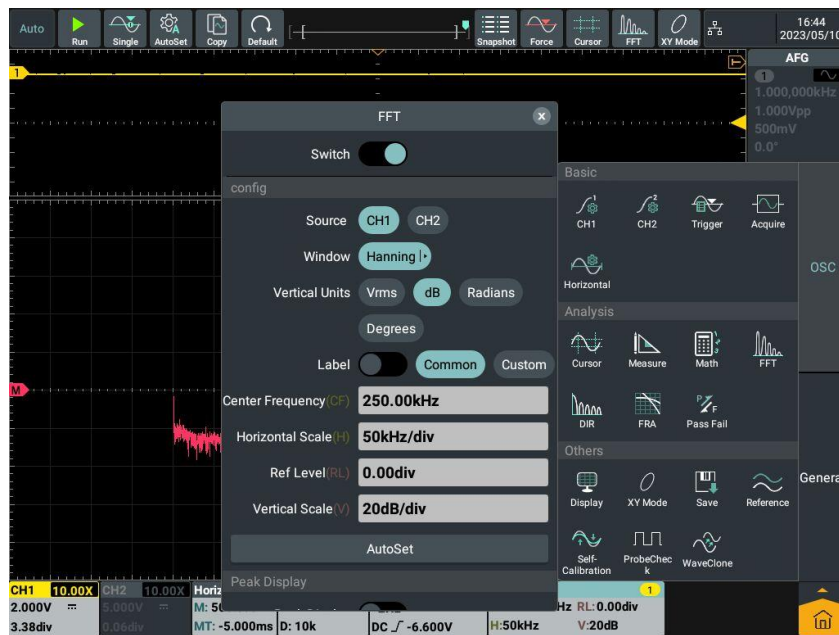 Auto
Run
Single
AutoSet
Copy
Default
Snapshot
Force
Cursor
FFT
XY Mode
16:44
2023/05/10
1
AFG
1
1.000,000kHz
1.000Vpp
500mV
0.0°
FFT
Switch
config
Source CH1 CH2
Window Hanning
Vertical Units Vrms dB Radians
Degrees
Label Common Custom
Center Frequency(CF) 250.00kHz
Horizontal Scale(H) 50kHz/div
Ref Level(RL) 0.00div
Vertical Scale(V) 20dB/div
AutoSet
Peak Display
Basic
CH1 CH2 Trigger Acquire
Horizontal
Analysis
Cursor Measure Math FFT
DIR FRA Pass Fail
Others
Display XY Mode Save Reference
Self-
Calibration
ProbeChec
k
WaveClone
OSC
Genera
M
CH1 10.00X CH2 10.00X Horiz 1
2.000V 5.000V M: 50 Hz RL:0.00div
3.38div 0.06div MT: -5.000ms D: 10k DC -6.600V H:50kHz V:20dB